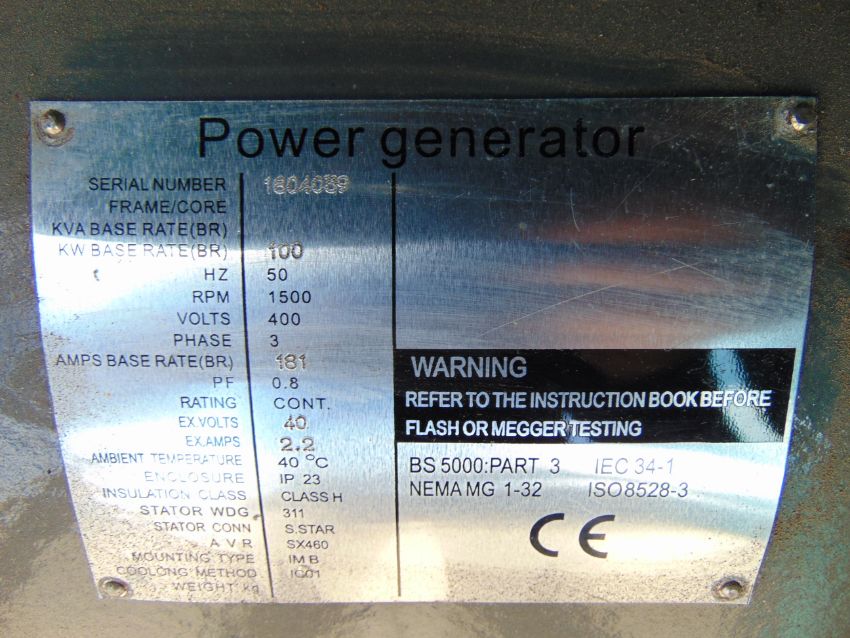 Power generator
SERIAL NUMBER 1604039
FRAME/CORE
KVA BASE RATE(BR)
KW BASE RATE(BR) 100
HZ 50
RPM 1500
VOLTS 400
PHASE 3
AMPS BASE RATE(BR) 181
PF 0.8
RATING CONT.
EX.VOLTS 40
EX.AMPS 2.2
AMBIENT TEMPERATURE 40 °C
ENCLOSURE IP 23
INSULATION CLASS CLASS H
STATOR WDG 311
STATOR CONN S.STAR
A V R SX460
MOUNTING TYPE IM B
COOLONG METHOD IC01
WEIGHT kg
WARNING
REFER TO THE INSTRUCTION BOOK BEFORE
FLASH OR MEGGER TESTING
BS 5000:PART 3 IEC 34-1
NEMA MG 1-32 ISO8528-3
CE